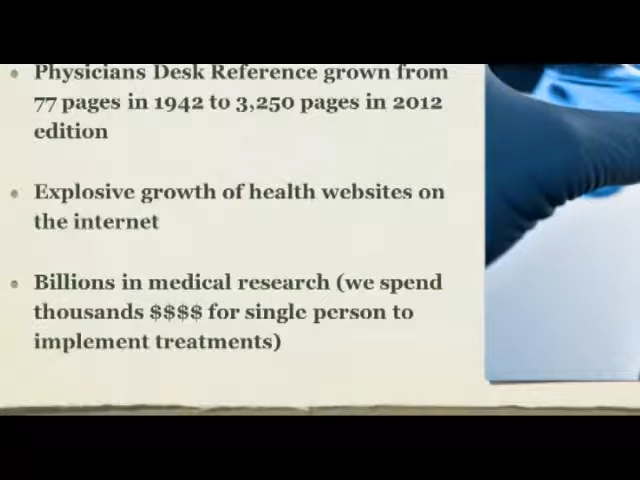 Physicians Desk Reference grown from
77 pages in 1942 to 3,250 pages in 2012
edition
Explosive growth of health websites on
the internet
Billions in medical research (we spend
thousands $$$$ for single person to
implement treatments)